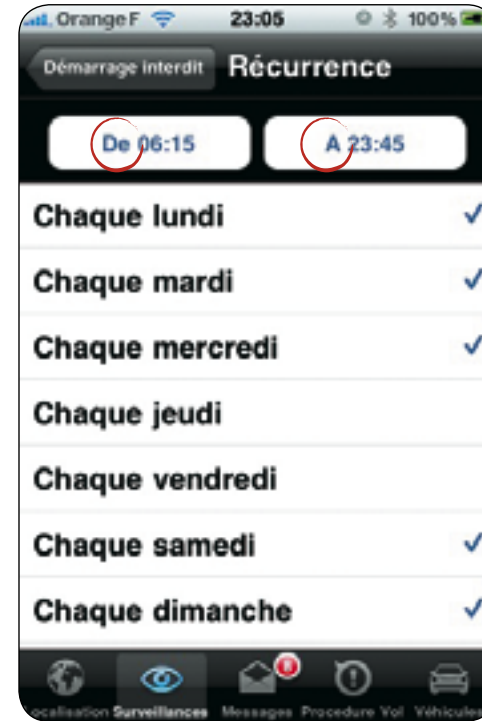 Orange F 23:05 100%
Démarrage interdit Récurrence
De 06:15 A 23:45
Chaque lundi
Chaque mardi
Chaque mercredi
Chaque jeudi
Chaque vendredi
Chaque samedi
Chaque dimanche
Localisation Surveillances Messages Procedure Vol Véhicules